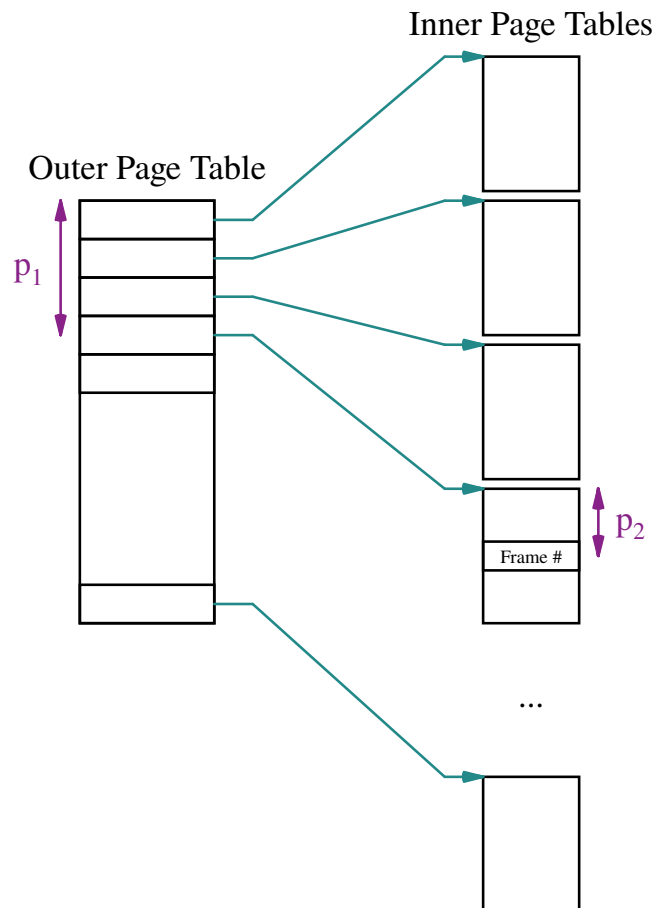 Inner Page Tables
Outer Page Table
p1
p2
Frame #
...